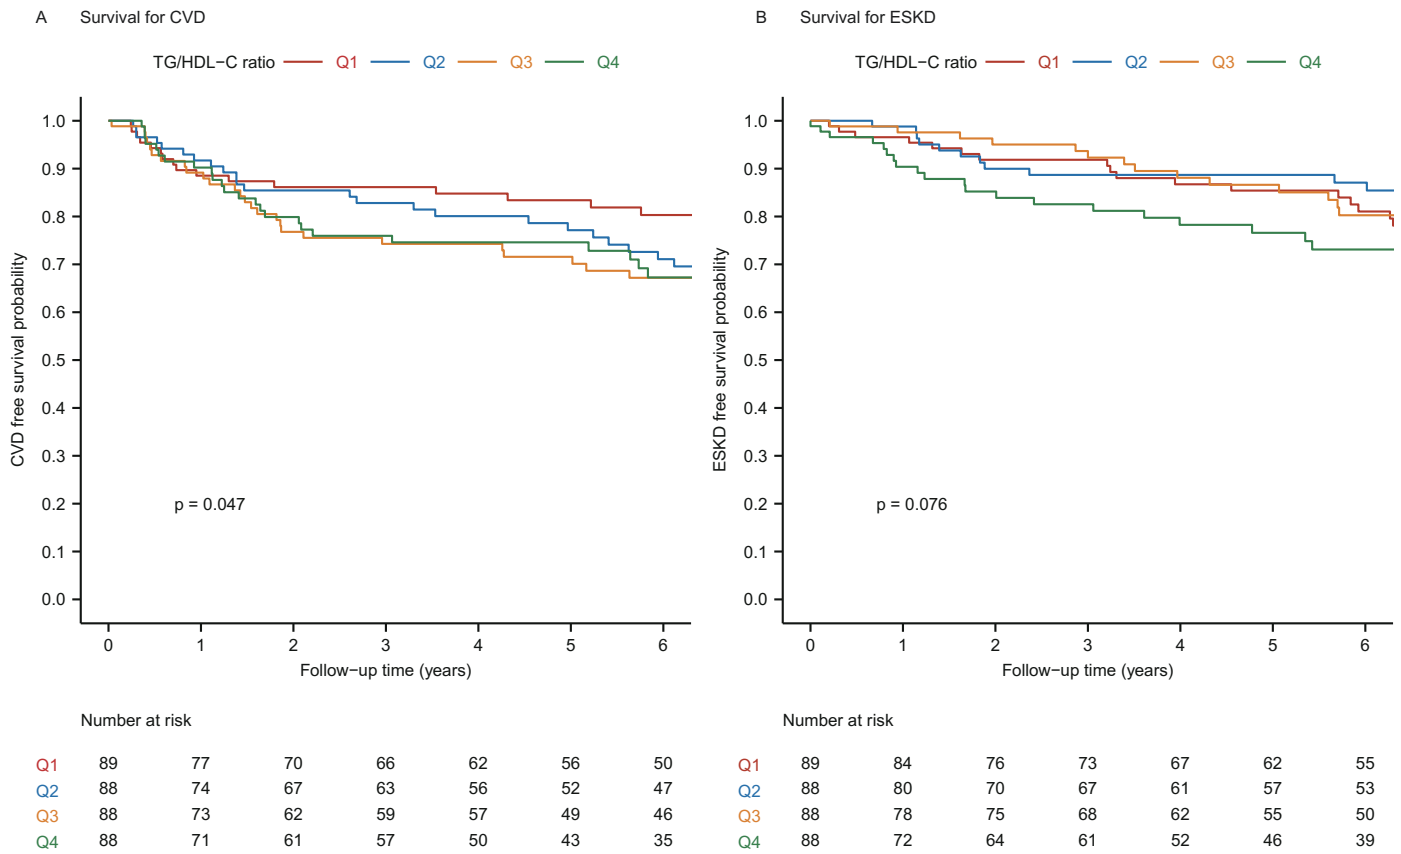 A Survival for CVD
TG/HDL−C ratio Q1 Q2 Q3 Q4
CVD free survival probability
1.0
0.9
0.8
0.7
0.6
0.5
0.4
0.3
0.2
0.1
0.0
p = 0.047
0 1 2 3 4 5 6
Follow−up time (years)
Number at risk
Q1 89 77 70 66 62 56 50
Q2 88 74 67 63 56 52 47
Q3 88 73 62 59 57 49 46
Q4 88 71 61 57 50 43 35
B Survival for ESKD
TG/HDL−C ratio Q1 Q2 Q3 Q4
ESKD free survival probability
1.0
0.9
0.8
0.7
0.6
0.5
0.4
0.3
0.2
0.1
0.0
p = 0.076
0 1 2 3 4 5 6
Follow−up time (years)
Number at risk
Q1 89 84 76 73 67 62 55
Q2 88 80 70 67 61 57 53
Q3 88 78 75 68 62 55 50
Q4 88 72 64 61 52 46 39